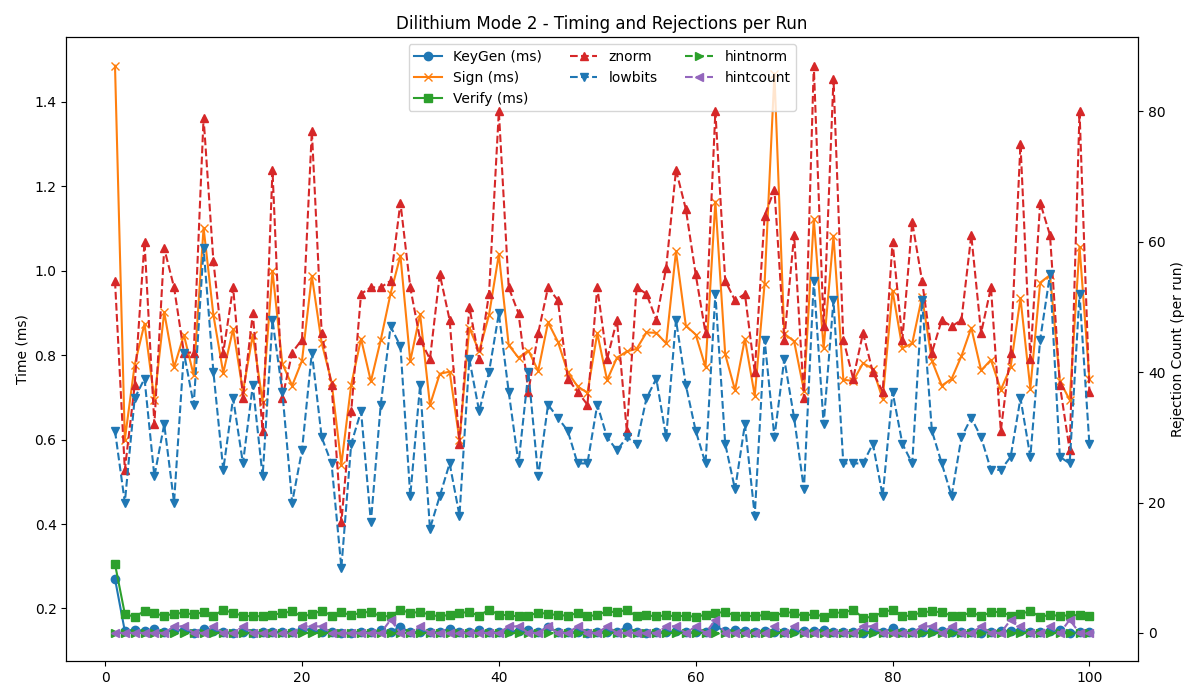 Dilithium Mode 2 - Timing and Rejections per Run
KeyGen (ms)
Sign (ms)
Verify (ms)
znorm
lowbits
hintnorm
hintcount
Time (ms)
1.4
1.2
1.0
0.8
0.6
0.4
0.2
Rejection Count (per run)
80
60
40
20
0
0
20
40
60
80
100